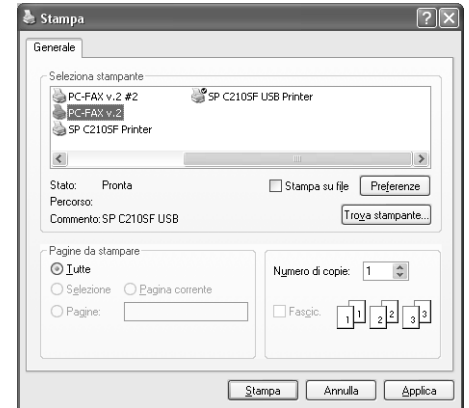 Stampa
Generale
Seleziona stampante
PC-FAX v.2 #2
SP C210SF USB Printer
PC-FAX v.2
SP C210SF Printer
Stato: Pronta
Stampa su file
Preferenze
Percorso:
Commento: SP C210SF USB
Trova stampante...
Pagine da stampare
Tutte
Selezione
Pagina corrente
Pagine:
Numero di copie: 1
Fascic.
1 1 2 2 3 3
Stampa
Annulla
Applica